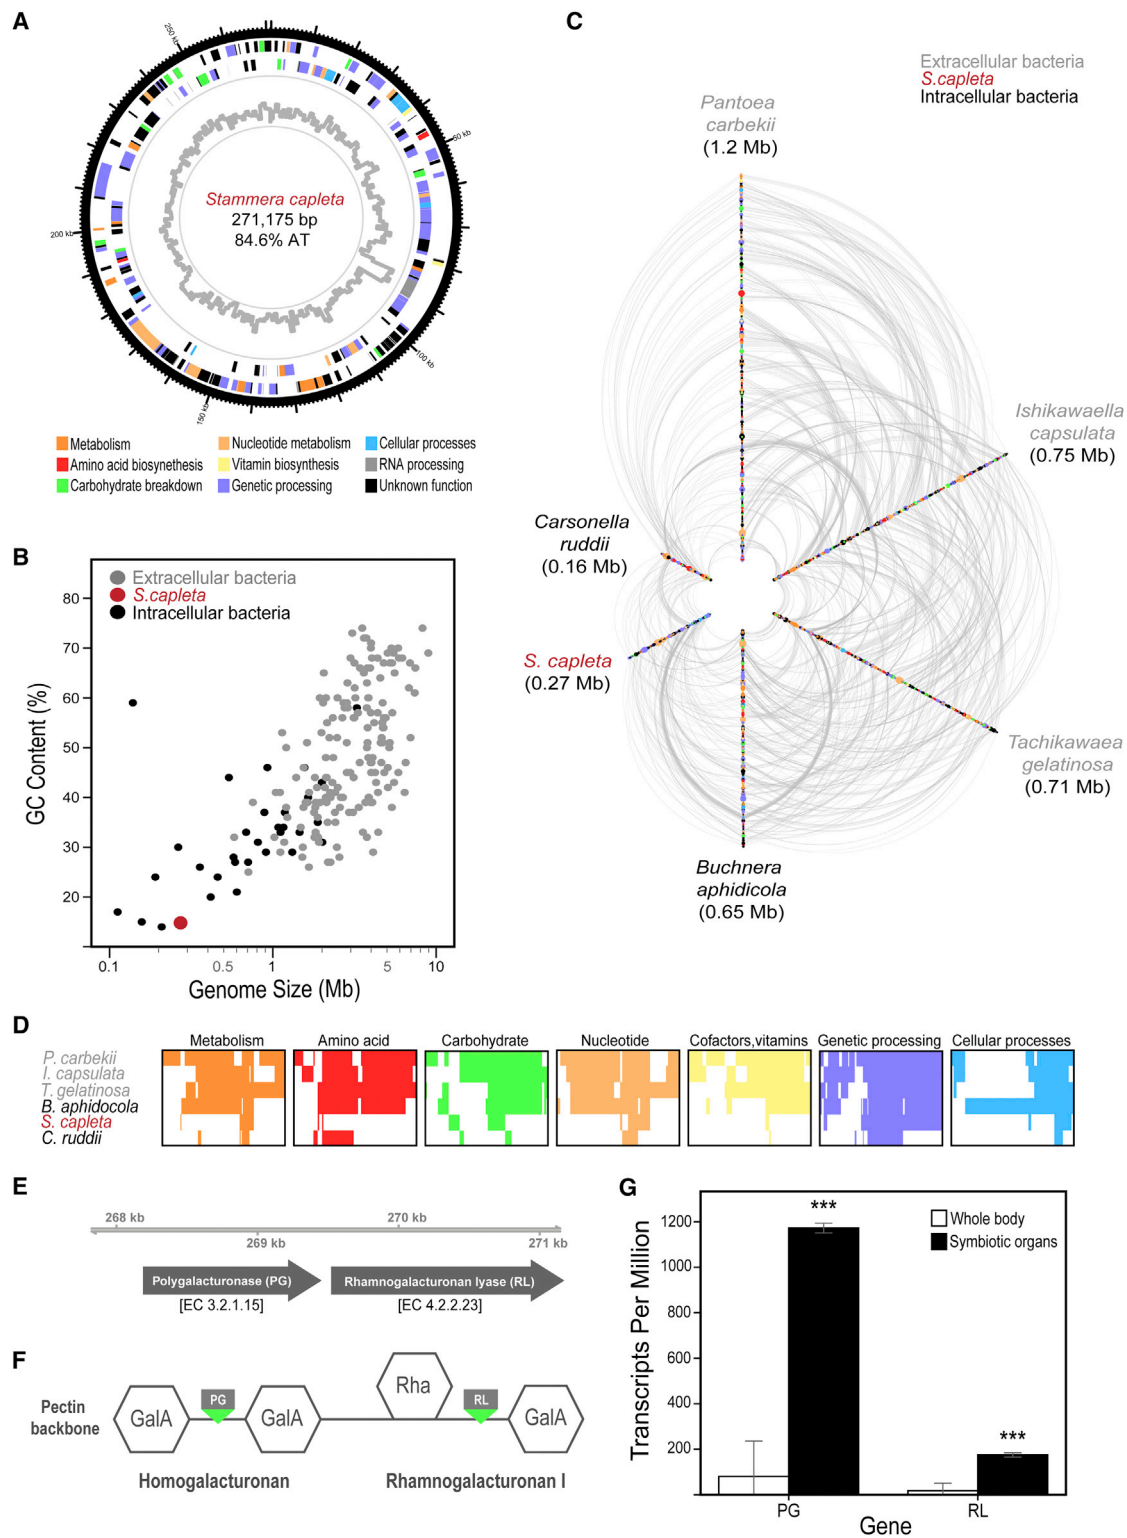 A
250 kb
50 kb
100 kb
150 kb
200 kb
Stammera capleta
271,175 bp
84.6% AT
Metabolism
Amino acid biosynethesis
Carbohydrate breakdown
Nucleotide metabolism
Vitamin biosynthesis
Genetic processing
Cellular processes
RNA processing
Unknown function
B
Extracellular bacteria
S.capleta
Intracellular bacteria
GC Content (%)
80
70
60
50
40
30
20
0.1
0.5
1
5
10
Genome Size (Mb)
C
Extracellular bacteria
S.capleta
Intracellular bacteria
Pantoea
carbekii
(1.2 Mb)
Ishikawaella
capsulata
(0.75 Mb)
Carsonella
ruddii
(0.16 Mb)
S. capleta
(0.27 Mb)
Tachikawaea
gelatinosa
(0.71 Mb)
Buchnera
aphidicola
(0.65 Mb)
D
Metabolism
Amino acid
Carbohydrate
Nucleotide
Cofactors,vitamins
Genetic processing
Cellular processes
P. carbekii
I. capsulata
T. gelatinosa
B. aphidocola
S. capleta
C. ruddii
E
268 kb
270 kb
269 kb
271 kb
Polygalacturonase (PG)
Rhamnogalacturonan lyase (RL)
[EC 3.2.1.15]
[EC 4.2.2.23]
F
Pectin
backbone
GalA
PG
GalA
Rha
RL
GalA
Homogalacturonan
Rhamnogalacturonan I
G
Transcripts Per Million
1200
1000
800
600
400
200
***
***
Whole body
Symbiotic organs
PG
RL
Gene